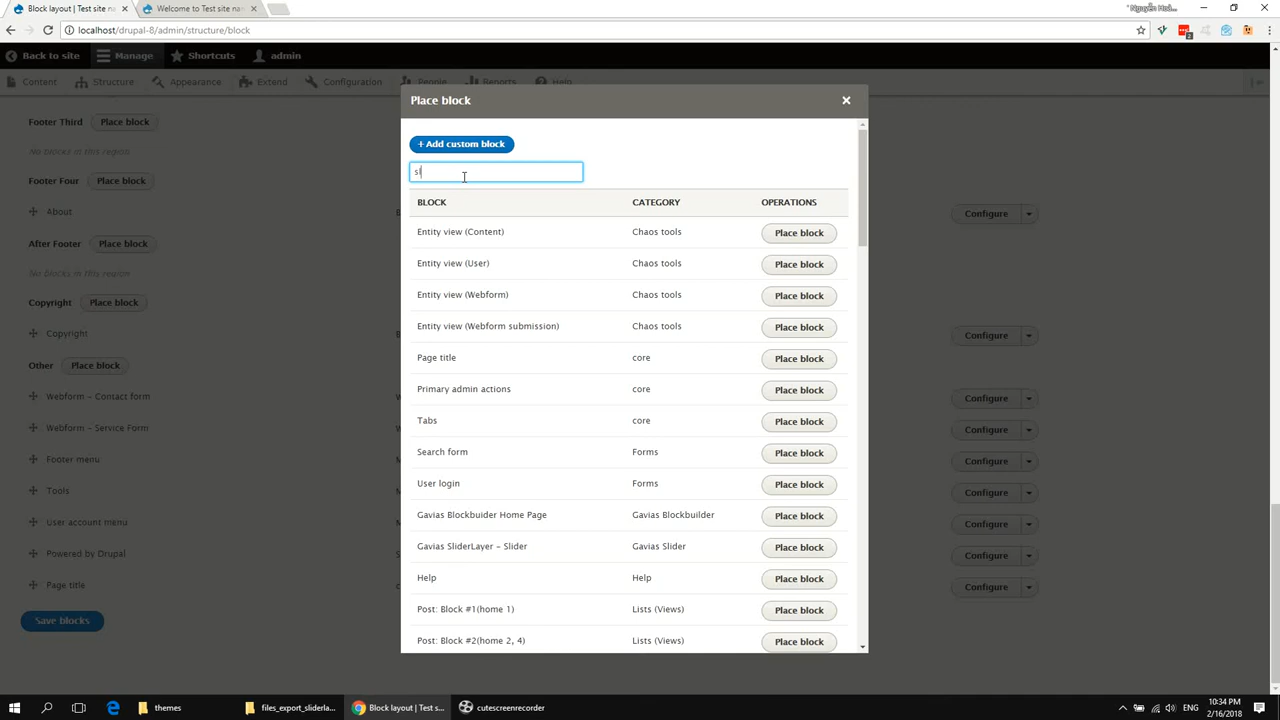 Block layout | Test site na
Welcome to Test site na
localhost/drupal-8/admin/structure/block
2
Back to site
Manage
Shortcuts
admin
Content
Structure
Appearance
Extend
Configuration
People
Reports
Help
Place block
+ Add custom block
sl
BLOCK
CATEGORY
OPERATIONS
Entity view (Content)
Chaos tools
Place block
Entity view (User)
Chaos tools
Place block
Entity view (Webform)
Chaos tools
Place block
Entity view (Webform submission)
Chaos tools
Place block
Page title
core
Place block
Primary admin actions
core
Place block
Tabs
core
Place block
Search form
Forms
Place block
User login
Forms
Place block
Gavias Blockbuider Home Page
Gavias Blockbuilder
Place block
Gavias SliderLayer - Slider
Gavias Slider
Place block
Help
Help
Place block
Post: Block #1(home 1)
Lists (Views)
Place block
Post: Block #2(home 2, 4)
Lists (Views)
Place block
Footer Third
Place block
No blocks in this region
Footer Four
Place block
About
Configure
After Footer
Place block
No blocks in this region
Copyright
Place block
Copyright
Configure
Other
Place block
Webform - Contact form
Configure
Webform - Service Form
Configure
Footer menu
Configure
Tools
Configure
User account menu
Configure
Powered by Drupal
Configure
Page title
Configure
Save blocks
themes
files_export_sliderla...
Block layout | Test s...
cutescreenrecorder
10:34 PM
2/16/2018